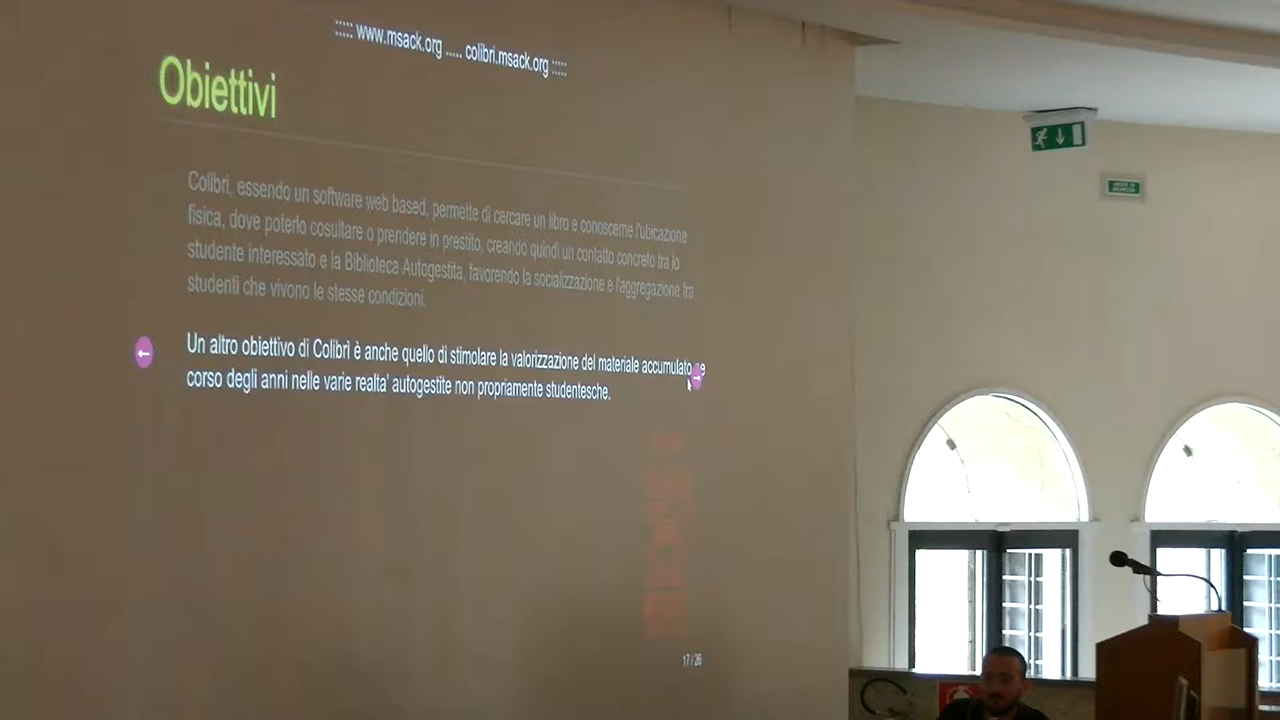 ::::: www.msack.org ..... colibri.msack.org :::::
Obiettivi
Colibrì, essendo un software web based, permette di cercare un libro e conoscerne l'ubicazione
fisica, dove poterlo cosultare o prendere in prestito, creando quindi un contatto concreto tra lo
studente interessato e la Biblioteca Autogestita, favorendo la socializzazione e l'aggregazione fra
studenti che vivono le stesse condizioni.
Un altro obiettivo di Colibrì è anche quello di stimolare la valorizzazione del materiale accumulato
corso degli anni nelle varie realta' autogestite non propriamente studentesche.
17 / 26